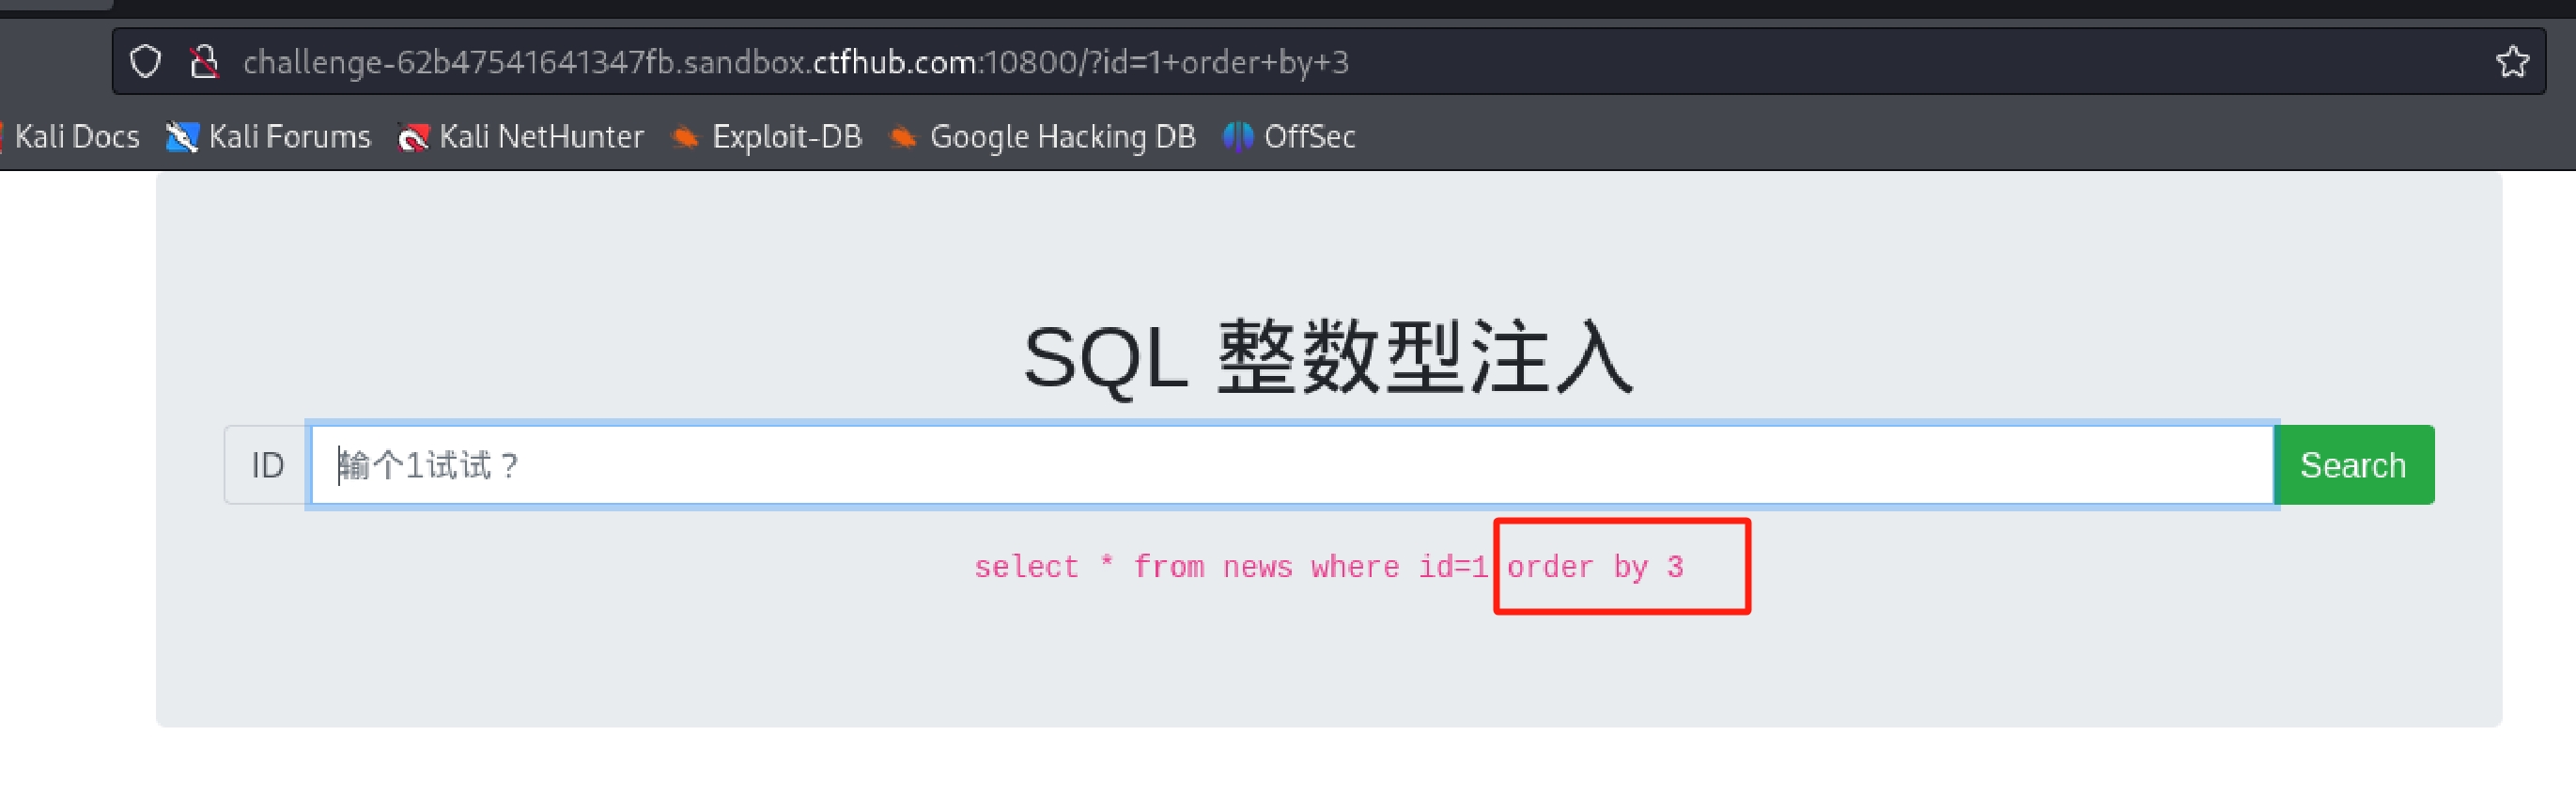 challenge-62b47541641347fb.sandbox.ctfhub.com:10800/?id=1+order+by+3
Kali Docs Kali Forums Kali NetHunter Exploit-DB Google Hacking DB OffSec
SQL 整数型注入
ID 输个1试试？ Search
select * from news where id=1 order by 3